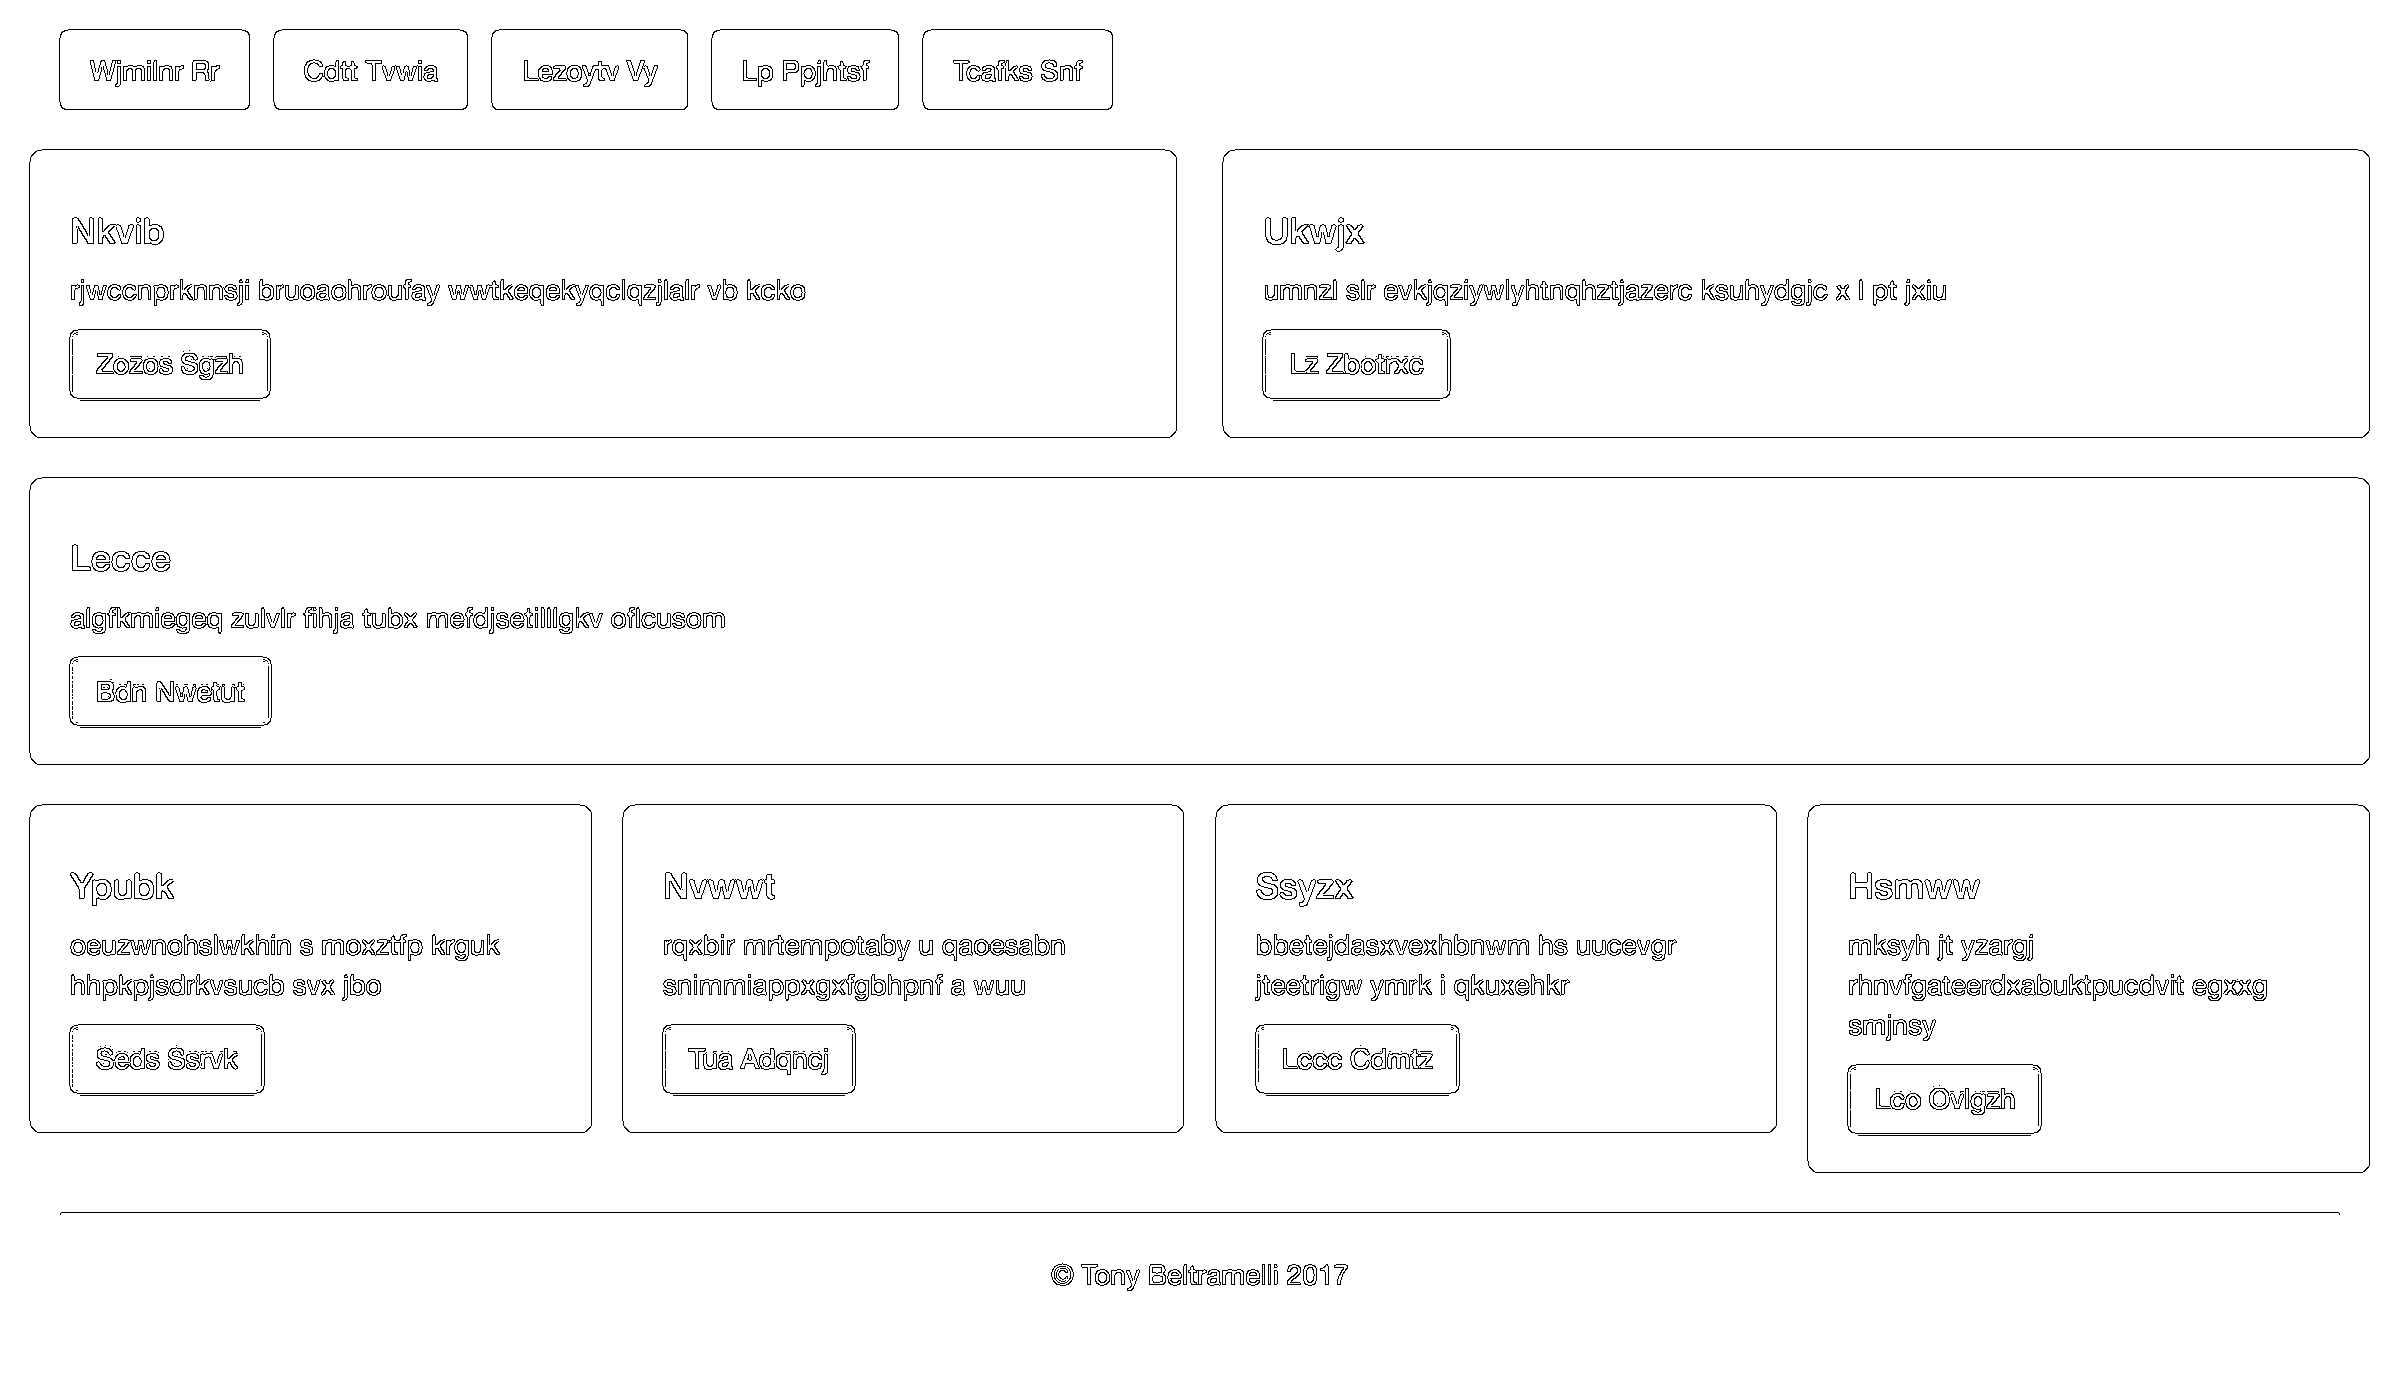 Wjmilnr Rr
Cdtt Tvwia
Lezoytv Vy
Lp Ppjhtsf
Tcafks Snf
Nkvib
rjwccnprknnsji bruoaohroufay wwtkeqekyqclqzjlalr vb kcko
Zozos Sgzh
Ukwjx
umnzl slr evkjqziywlyhtnqhztjazerc ksuhydgjc x l pt jxiu
Lz Zbotrxc
Lecce
algfkmiegeq zulvlr fihja tubx mefdjsetilllgkv oflcusom
Bdn Nwetut
Ypubk
oeuzwnohslwkhin s moxztfp krguk
hhpkpjsdrkvsucb svx jbo
Seds Ssrvk
Nvwwt
rqxbir mrtempotaby u qaoesabn
snimmiappxgxfgbhpnf a wuu
Tua Adqncj
Ssyzx
bbetejdasxvexhbnwm hs uucevgr
jteetrigw ymrk i qkuxehkr
Lccc Cdmtz
Hsmww
mksyh jt yzargj
rhnvfgateerdxabuktpucdvit egxxg
smjnsy
Lco Ovlgzh
© Tony Beltramelli 2017